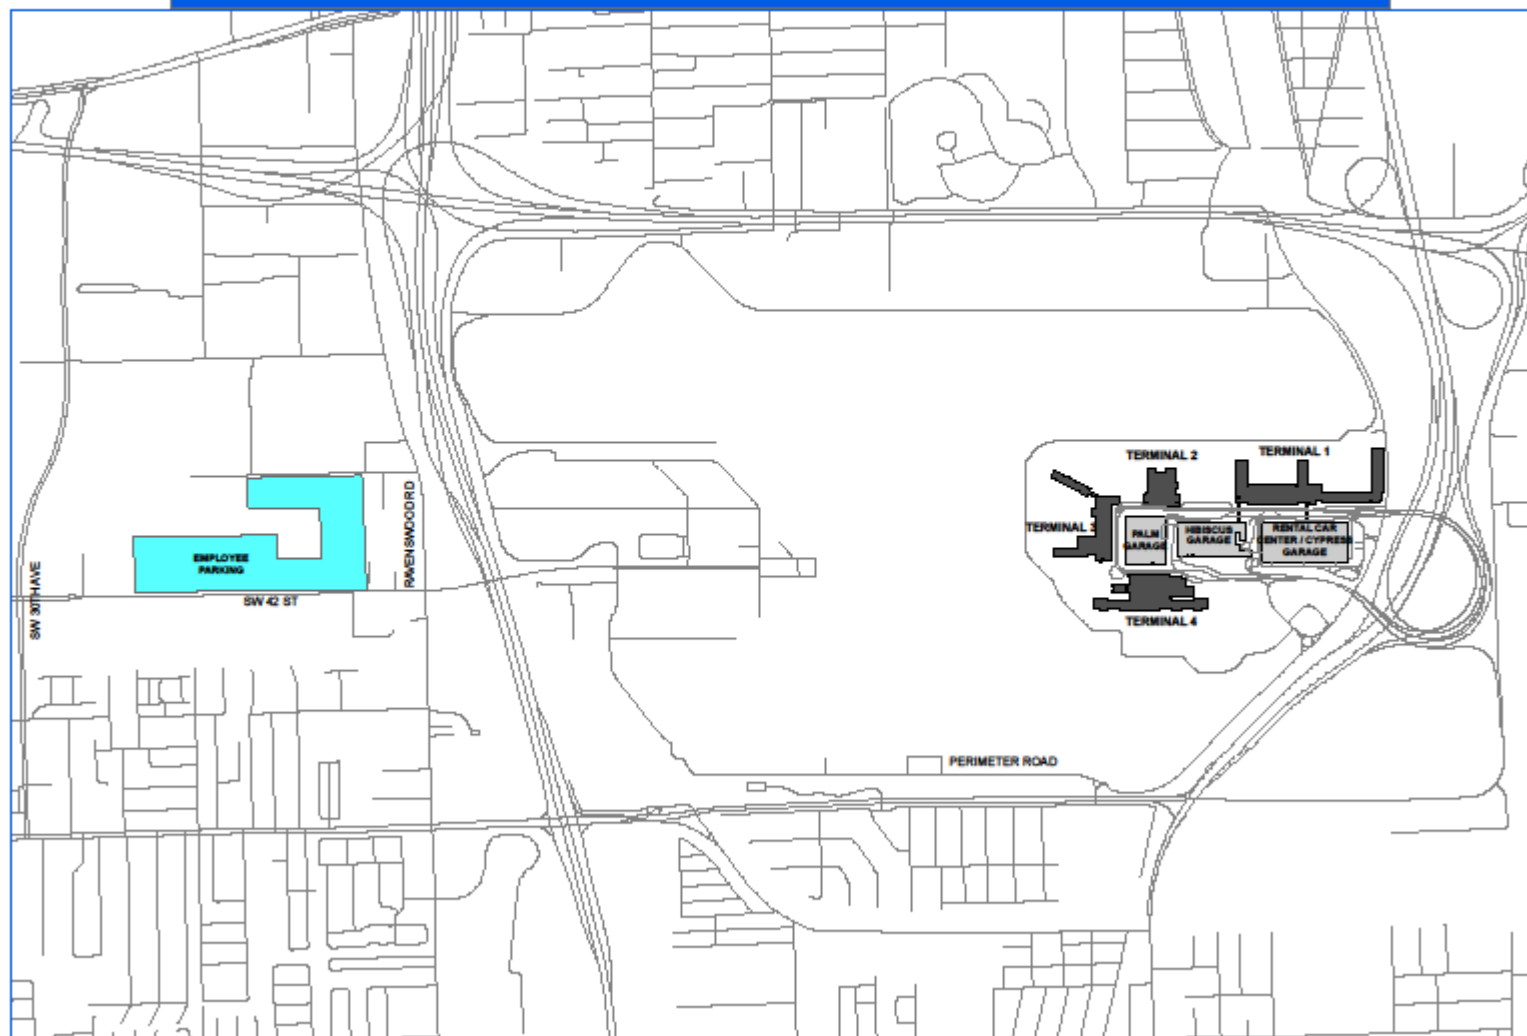 TERMINAL 1
TERMINAL 2
TERMINAL 3
PALM
GARAGE
HIBISCUS
GARAGE
RENTAL CAR
CENTER / CYPRESS
GARAGE
EMPLOYEE
PARKING
RAVENSWOOD RD
SW 30TH AVE
SW 42 ST
TERMINAL 4
PERIMETER ROAD